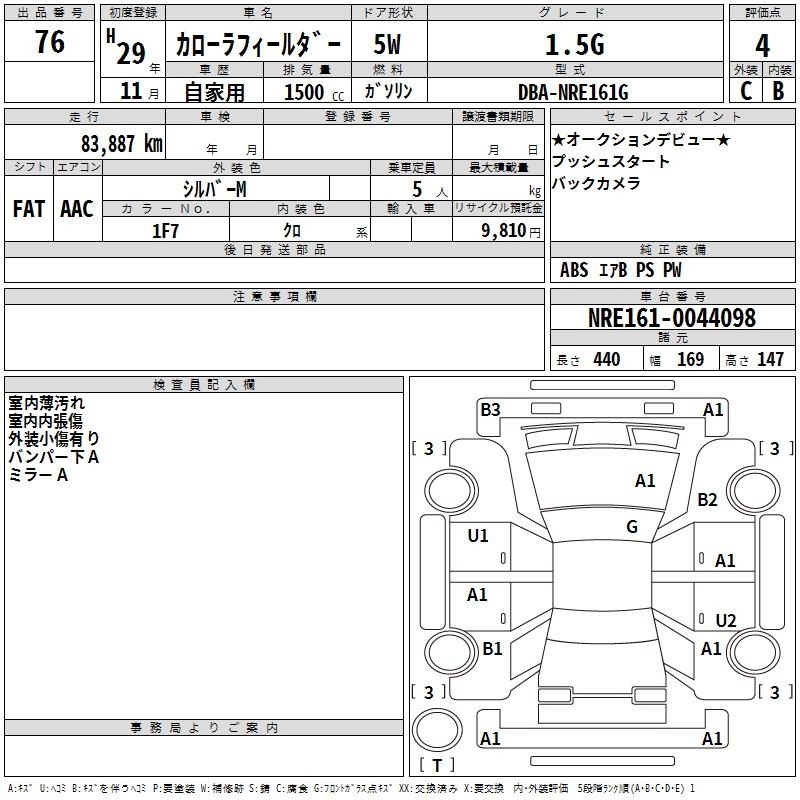 出品番号
76
初度登録
H
29
年
11
月
車名
ｶﾛｰﾗﾌｨｰﾙﾀﾞｰ
ドア形状
5W
グレード
1.5G
評価点
4
車歴
自家用
排気量
1500
CC
燃料
ｶﾞｿﾘﾝ
型式
DBA-NRE161G
外装 内装
C B
走行
83,887 km
車検
年 月
登録番号
譲渡書類期限
月 日
シフト エアコン
FAT AAC
外装色
ｼﾙﾊﾞｰM
乗車定員
5 人
最大積載量
kg
カラーNo.
1F7
内装色
ｸﾛ
系
輸入車
リサイクル預託金
9,810 円
後日発送部品
セールスポイント
★オークションデビュー★
プッシュスタート
バックカメラ
純正装備
ABS ｴｱB PS PW
注意事項欄
車台番号
NRE161-0044098
諸元
長さ 440 幅 169 高さ 147
検査員記入欄
室内薄汚れ
室内内張傷
外装小傷有り
バンパー下A
ミラーA
事務局よりご案内
B3 A1
[ 3 ] [ 3 ]
A1
B2
G
U1
A1
A1
U2
B1 A1
[ 3 ] [ 3 ]
A1 A1
[ T ]
A:ｷｽﾞ U:ﾍｺﾐ B:ｷｽﾞを伴うﾍｺﾐ P:要塗装 W:補修跡 S:錆 C:腐食 G:ﾌﾛﾝﾄｶﾞﾗｽ点ｷｽﾞ XX:交換済み X:要交換 内･外装評価 5段階ﾗﾝｸ順(A･B･C･D･E) 1